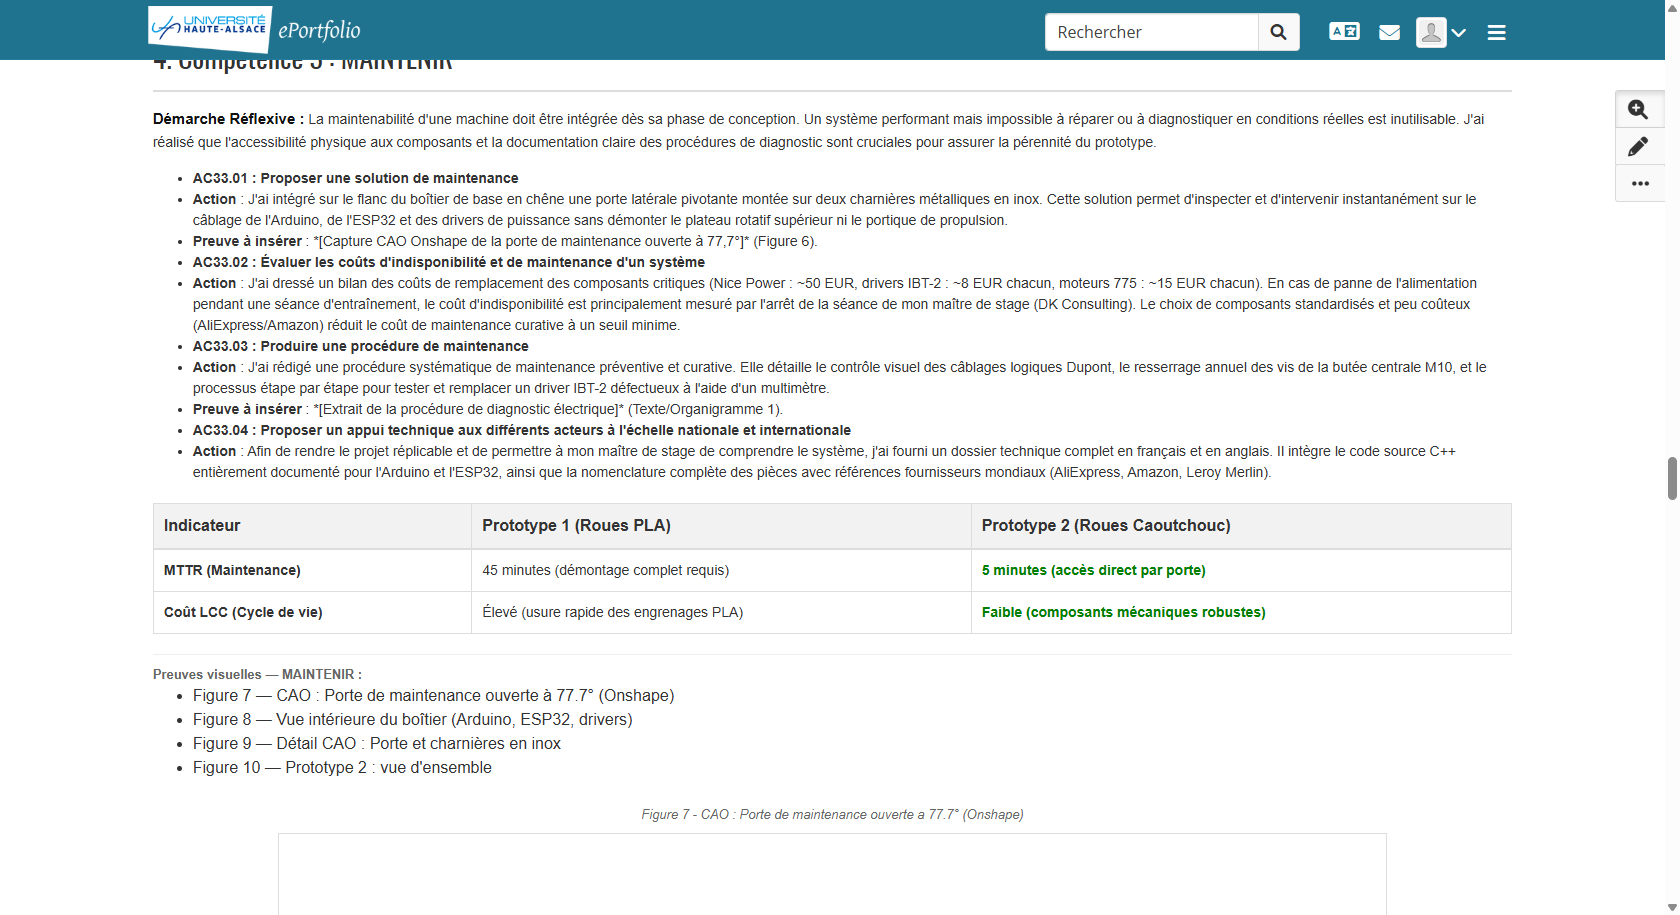 UNIVERSITÉ
HAUTE-ALSACE
ePortfolio
Rechercher
4. Compétence 5 : MAINTENIR
Démarche Réflexive : La maintenabilité d'une machine doit être intégrée dès sa phase de conception. Un système performant mais impossible à réparer ou à diagnostiquer en conditions réelles est inutilisable. J'ai
réalisé que l'accessibilité physique aux composants et la documentation claire des procédures de diagnostic sont cruciales pour assurer la pérennité du prototype.
• AC33.01 : Proposer une solution de maintenance
• Action : J'ai intégré sur le flanc du boîtier de base en chêne une porte latérale pivotante montée sur deux charnières métalliques en inox. Cette solution permet d'inspecter et d'intervenir instantanément sur le
câblage de l'Arduino, de l'ESP32 et des drivers de puissance sans démonter le plateau rotatif supérieur ni le portique de propulsion.
• Preuve à insérer : *[Capture CAO Onshape de la porte de maintenance ouverte à 77,7°]* (Figure 6).
• AC33.02 : Évaluer les coûts d'indisponibilité et de maintenance d'un système
• Action : J'ai dressé un bilan des coûts de remplacement des composants critiques (Nice Power : ~50 EUR, drivers IBT-2 : ~8 EUR chacun, moteurs 775 : ~15 EUR chacun). En cas de panne de l'alimentation
pendant une séance d'entraînement, le coût d'indisponibilité est principalement mesuré par l'arrêt de la séance de mon maître de stage (DK Consulting). Le choix de composants standardisés et peu coûteux
(AliExpress/Amazon) réduit le coût de maintenance curative à un seuil minime.
• AC33.03 : Produire une procédure de maintenance
• Action : J'ai rédigé une procédure systématique de maintenance préventive et curative. Elle détaille le contrôle visuel des câblages logiques Dupont, le resserrage annuel des vis de la butée centrale M10, et le
processus étape par étape pour tester et remplacer un driver IBT-2 défectueux à l'aide d'un multimètre.
• Preuve à insérer : *[Extrait de la procédure de diagnostic électrique]* (Texte/Organigramme 1).
• AC33.04 : Proposer un appui technique aux différents acteurs à l'échelle nationale et internationale
• Action : Afin de rendre le projet réplicable et de permettre à mon maître de stage de comprendre le système, j'ai fourni un dossier technique complet en français et en anglais. Il intègre le code source C++
entièrement documenté pour l'Arduino et l'ESP32, ainsi que la nomenclature complète des pièces avec références fournisseurs mondiaux (AliExpress, Amazon, Leroy Merlin).
Indicateur Prototype 1 (Roues PLA) Prototype 2 (Roues Caoutchouc)
MTTR (Maintenance) 45 minutes (démontage complet requis) 5 minutes (accès direct par porte)
Coût LCC (Cycle de vie) Élevé (usure rapide des engrenages PLA) Faible (composants mécaniques robustes)
Preuves visuelles — MAINTENIR :
• Figure 7 — CAO : Porte de maintenance ouverte à 77.7° (Onshape)
• Figure 8 — Vue intérieure du boîtier (Arduino, ESP32, drivers)
• Figure 9 — Détail CAO : Porte et charnières en inox
• Figure 10 — Prototype 2 : vue d'ensemble
Figure 7 - CAO : Porte de maintenance ouverte a 77.7° (Onshape)